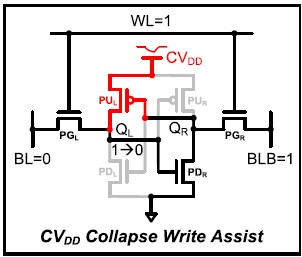 WL=1
CVDD
PUL
PUR
QL
QR
PGL
PGR
BL=0
1→0
BLB=1
PDL
PDR
CVDD Collapse Write Assist